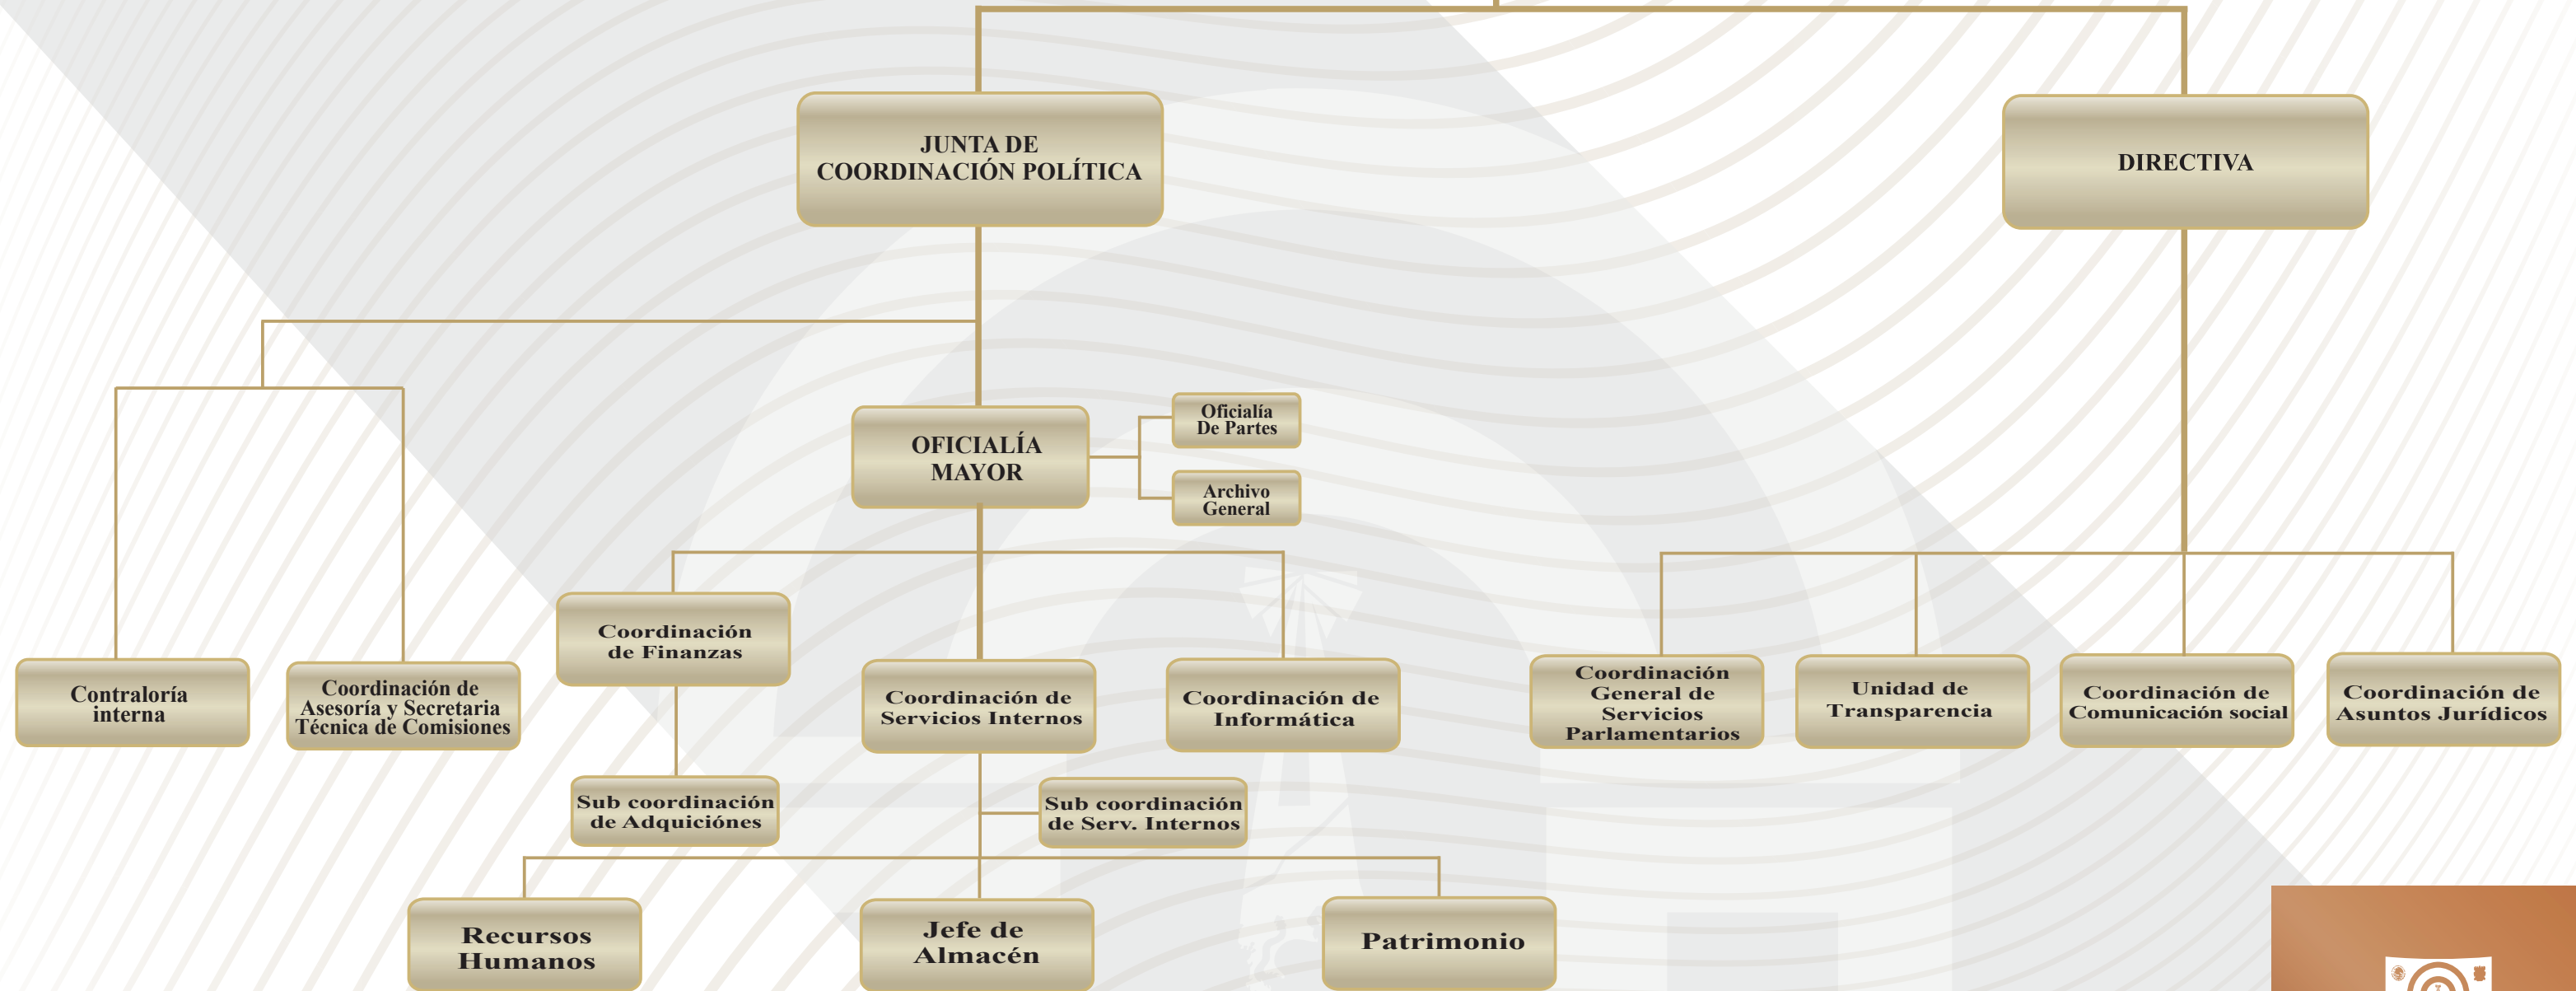 JUNTA DE
COORDINACIÓN POLÍTICA
DIRECTIVA
OFICIALÍA
MAYOR
Oficialía
De Partes
Archivo
General
Coordinación
de Finanzas
Contraloría
interna
Coordinación de
Asesoría y Secretaria
Técnica de Comisiones
Coordinación de
Servicios Internos
Coordinación de
Informática
Coordinación
General de
Servicios
Parlamentarios
Unidad de
Transparencia
Coordinación de
Comunicación social
Coordinación de
Asuntos Jurídicos
Sub coordinación
de Adquiciónes
Sub coordinación
de Serv. Internos
Recursos
Humanos
Jefe de
Almacén
Patrimonio